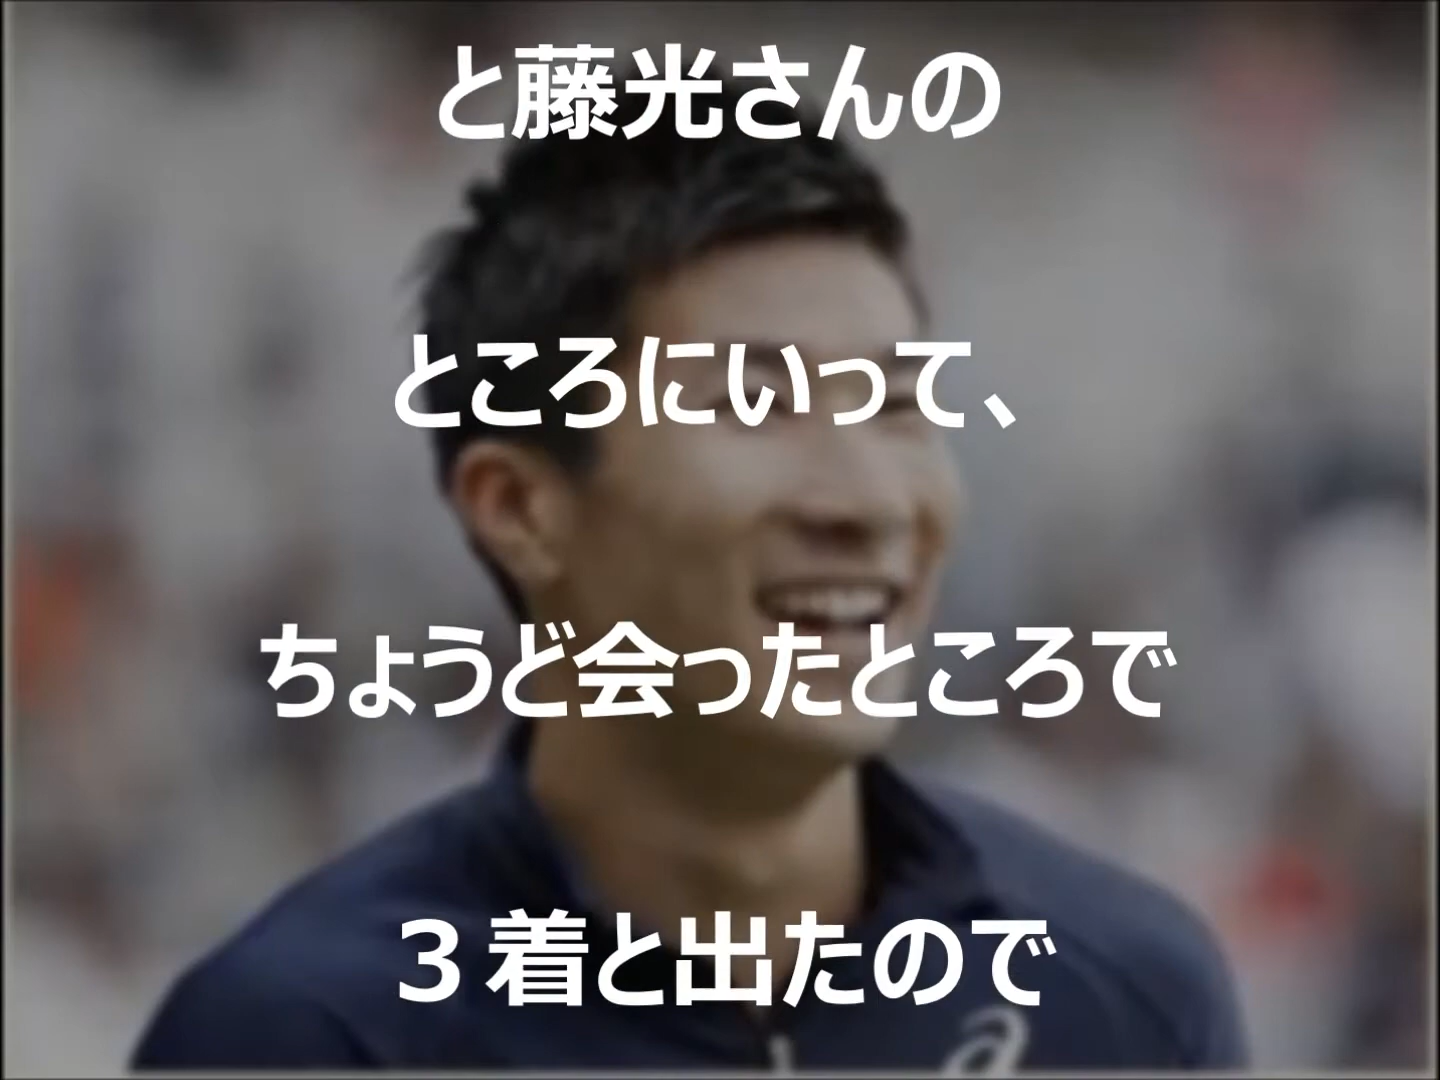 と藤光さんの
ところにいって、
ちょうど会ったところで
３着と出たので